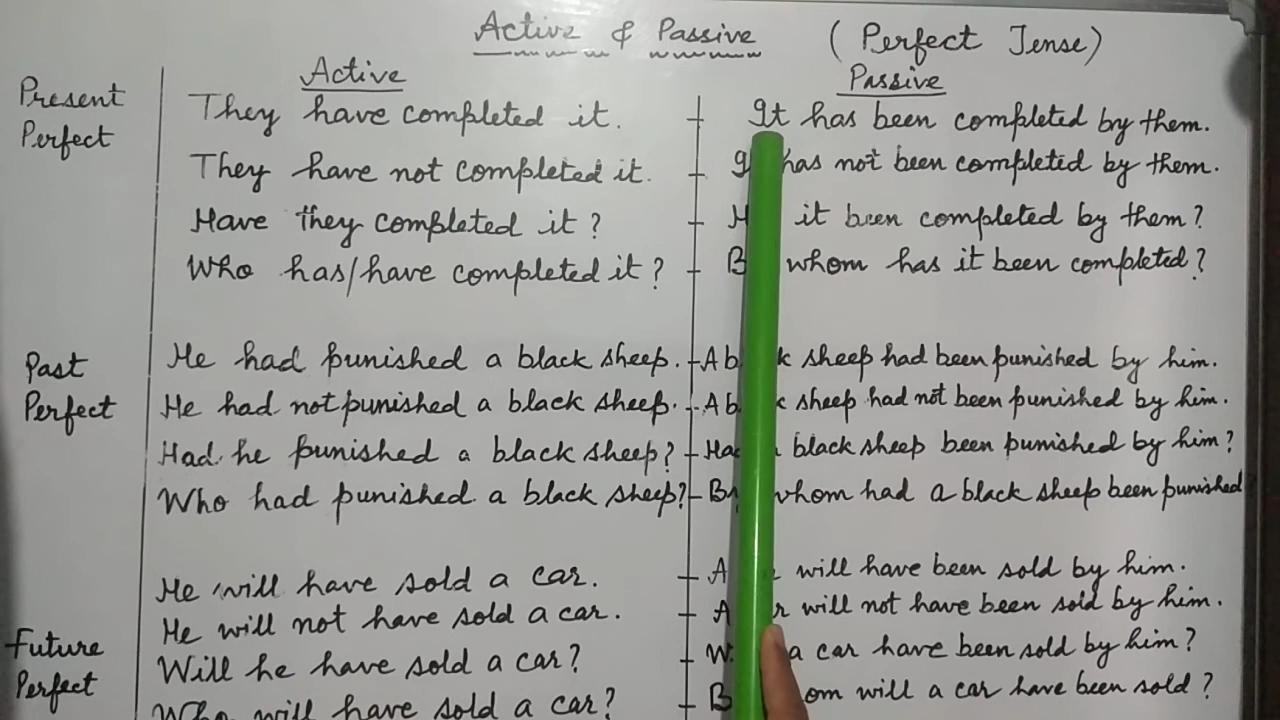 Active & Passive (Perfect Tense)
Active Passive
Present Perfect
They have completed it. It has been completed by them.
They have not completed it. has not been completed by them.
Have they completed it? it been completed by them?
Who has/have completed it? whom has it been completed?
Past Perfect
He had punished a black sheep. A sheep had been punished by him.
He had not punished a black sheep. A sheep had not been punished by him.
Had he punished a black sheep? black sheep been punished by him?
Who had punished a black sheep? whom had a black sheep been punished
Future Perfect
He will have sold a car. will have been sold by him.
He will not have sold a car. will not have been sold by him.
Will he have sold a car? a car have been sold by him?
Who will have sold a car? will a car have been sold?